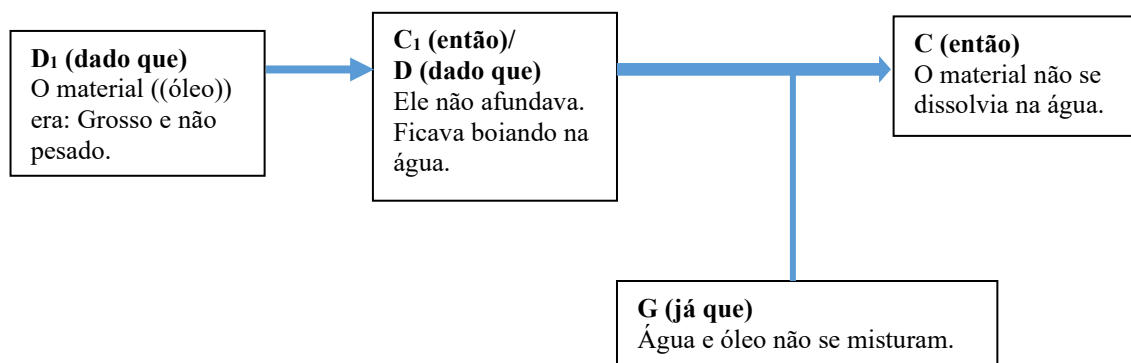 D₁ (dado que)
O material ((óleo))
era: Grosso e não
pesado.
C₁ (então)/
D (dado que)
Ele não afundava.
Ficava boiando na
água.
C (então)
O material não se
dissolvia na água.
G (já que)
Água e óleo não se misturam.